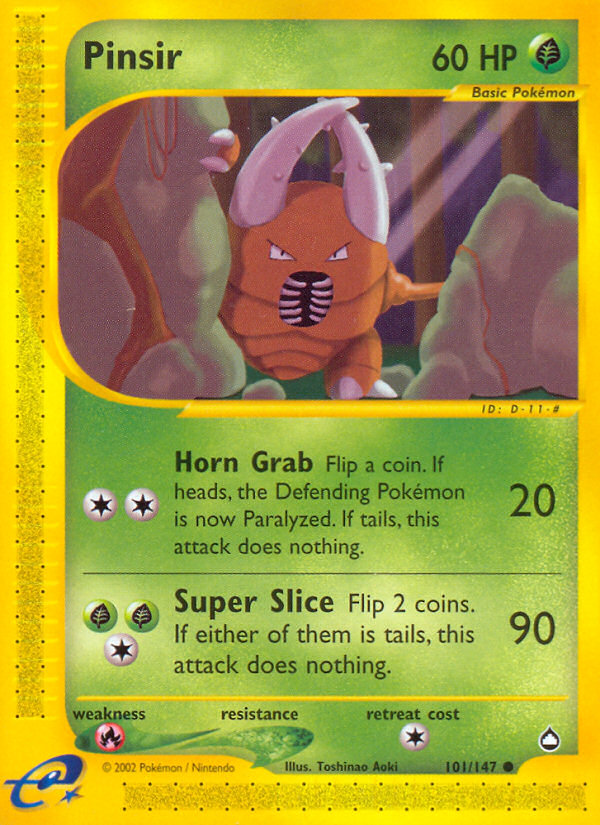 Pinsir 60 HP
Basic Pokémon
ID: D-11-#
Horn Grab Flip a coin. If
heads, the Defending Pokémon
is now Paralyzed. If tails, this
attack does nothing.
20
Super Slice Flip 2 coins.
If either of them is tails, this
attack does nothing.
90
weakness resistance retreat cost
© 2002 Pokémon / Nintendo Illus. Toshinao Aoki 101/147
e